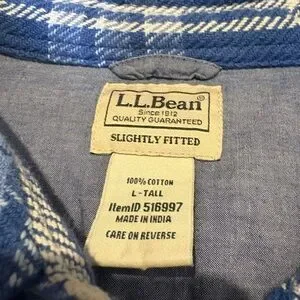 L.L.Bean®
Since 1912
QUALITY GUARANTEED
SLIGHTLY FITTED
100% COTTON
L - TALL
ItemID 516997
MADE IN INDIA
CARE ON REVERSE